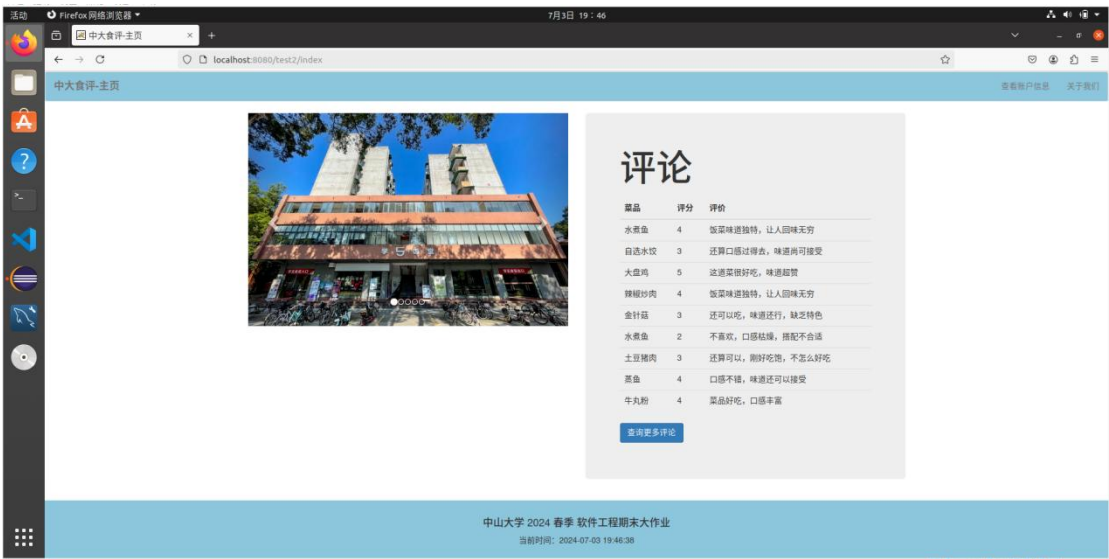 活动
Firefox 网络浏览器
7月3日 19：46
中大食评-主页
localhost:8080/test2/index
中大食评-主页
查看账户信息 关于我们
5
评论
菜品 评分 评价
水煮鱼 4 饭菜味道独特，让人回味无穷
自选水饺 3 还算口感过得去，味道尚可接受
大盘鸡 5 这道菜很好吃，味道超赞
辣椒炒肉 4 饭菜味道独特，让人回味无穷
金针菇 3 还可以吃，味道还行，缺乏特色
水煮鱼 2 不喜欢，口感枯燥，搭配不合适
土豆猪肉 3 还算可以，刚好吃饱，不怎么好吃
蒸鱼 4 口感不错，味道还可以接受
牛丸粉 4 菜品好吃，口感丰富
查询更多评论
中山大学 2024 春季 软件工程期末大作业
当前时间：2024-07-03 19:46:38